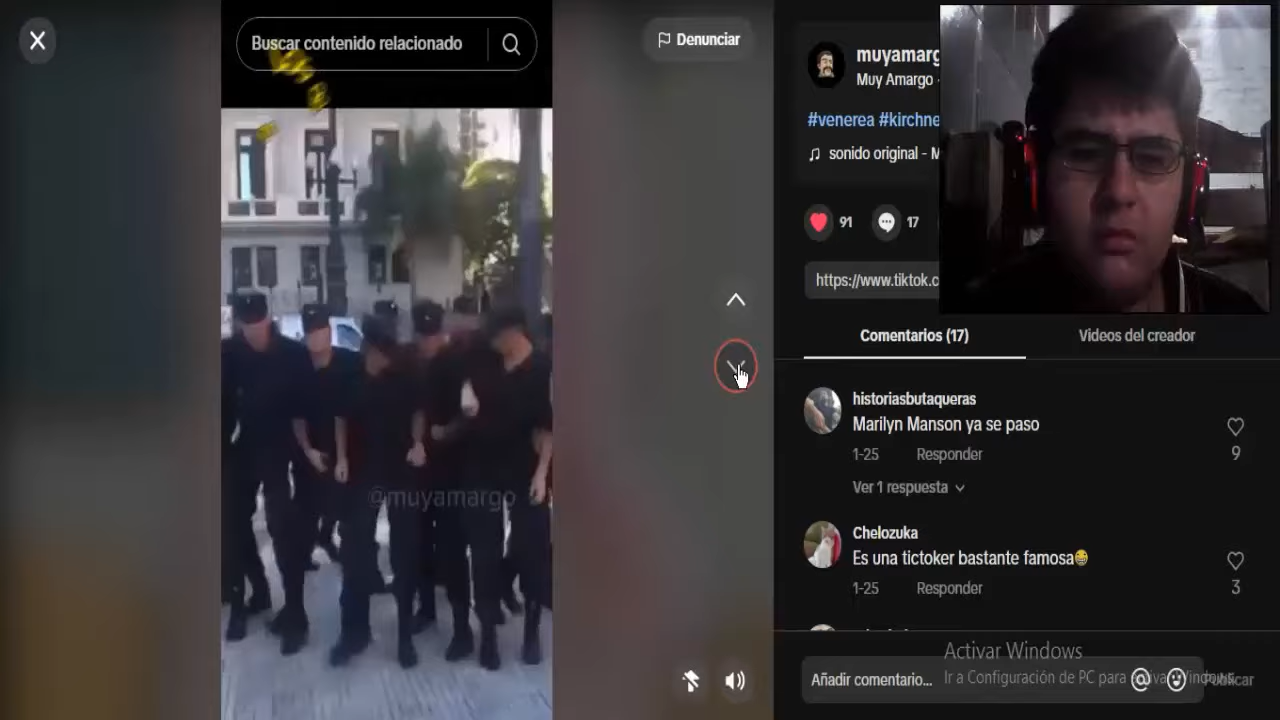 Buscar contenido relacionado
Denunciar
@muyamargo
muyamarg
Muy Amargo ·
#venerea #kirchne
sonido original - M
91
17
https://www.tiktok.c
Comentarios (17)
Videos del creador
historiasbutaqueras
Marilyn Manson ya se paso
1-25 Responder
9
Ver 1 respuesta
Chelozuka
Es una tictoker bastante famosa😂
1-25 Responder
3
Activar Windows
Ir a Configuración de PC para activar Windows.
Añadir comentario...
Publicar